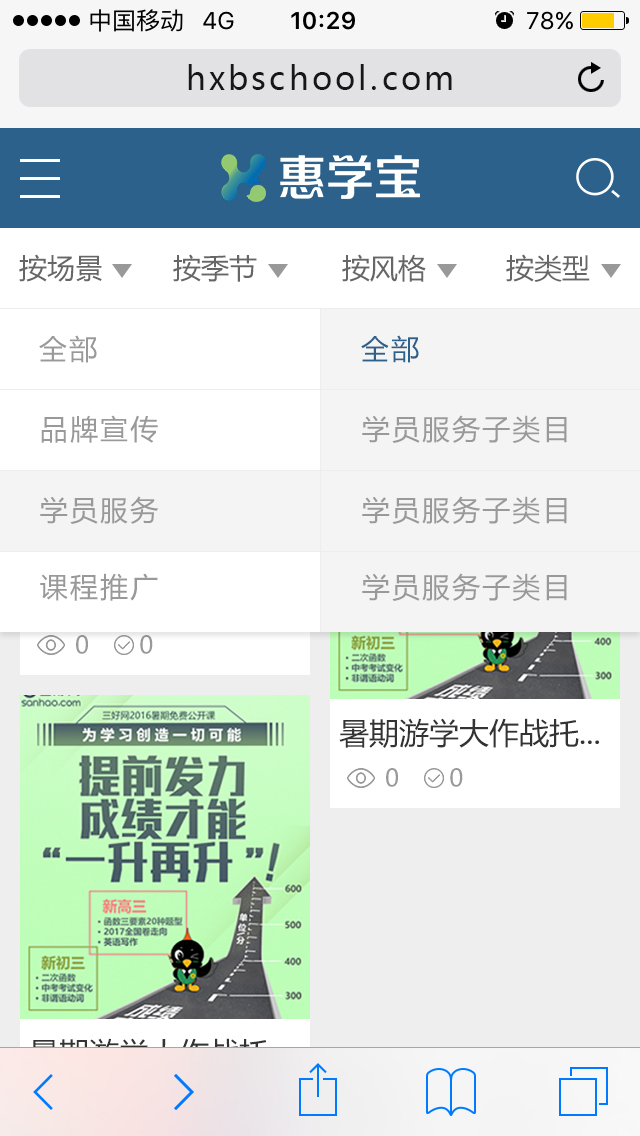 中国移动 4G 10:29 78%
hxbschool.com
惠学宝
按场景 按季节 按风格 按类型
全部 全部
品牌宣传 学员服务子类目
学员服务 学员服务子类目
课程推广 学员服务子类目
0 0
新初三
• 二次函数
• 中考考试变化
• 非谓语动词
400
300
暑期游学大作战托...
0 0
sanhao.com
三好网2016暑期免费公开课
为学习创造一切可能
提前发力
成绩才能
“一升再升”!
600
500
400
300
单位/分
新高三
• 函数三要素20种题型
• 2017全国卷走向
• 英语写作
新初三
• 二次函数
• 中考考试变化
• 非谓语动词
成绩
暑期游学大作战托